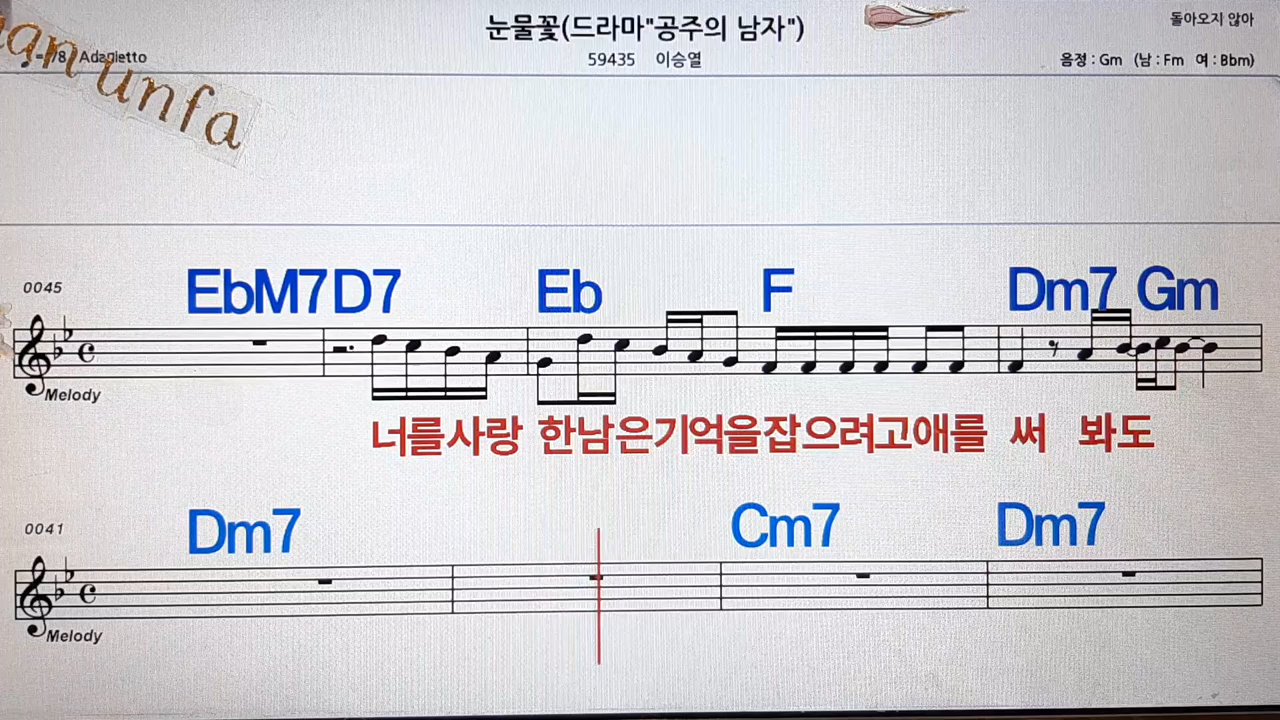 눈물꽃(드라마"공주의 남자")
돌아오지 않아
Adagietto
59435 이승열
음정 : Gm (남 : Fm 여 : Bbm)
unfa
0045
EbM7 D7 Eb F Dm7 Gm
Melody
너를사랑 한남은기억을잡으려고애를 써 봐도
0041
Dm7 Cm7 Dm7
Melody